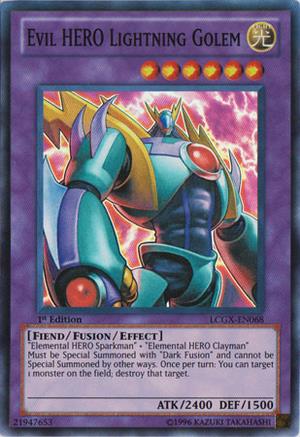 Evil HERO Lightning Golem
光
1st Edition
LCGX-EN068
[FIEND/FUSION/EFFECT]
"Elemental HERO Sparkman" + "Elemental HERO Clayman"
Must be Special Summoned with "Dark Fusion" and cannot
be Special Summoned by other ways. Once per turn: You can target
1 monster on the field; destroy that target.
ATK/2400 DEF/1500
21947653
©1996 KAZUKI TAKAHASHI